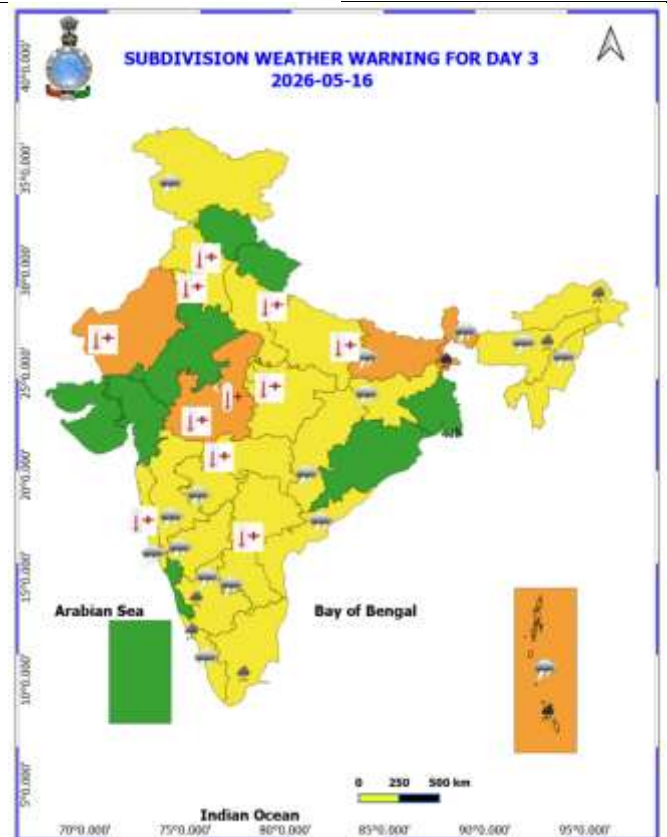 SUBDIVISION WEATHER WARNING FOR DAY 3
2026-05-16
40°0.000'
35°0.000'
30°0.000'
25°0.000'
20°0.000'
15°0.000'
10°0.000'
5°0.000'
Arabian Sea
Bay of Bengal
0 250 500 km
Indian Ocean
70°0.000' 75°0.000' 80°0.000' 85°0.000' 90°0.000' 95°0.000'